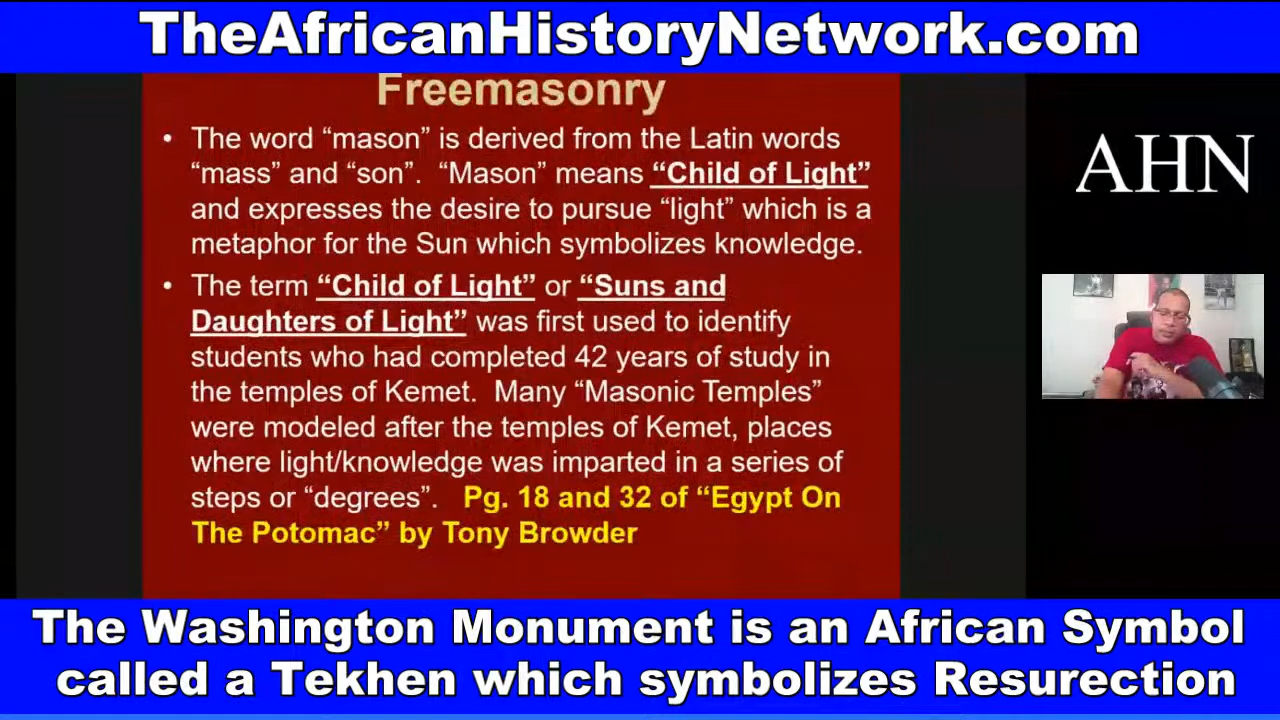 TheAfricanHistoryNetwork.com
Freemasonry
• The word “mason” is derived from the Latin words
“mass” and “son”. “Mason” means “Child of Light”
and expresses the desire to pursue “light” which is a
metaphor for the Sun which symbolizes knowledge.
• The term “Child of Light” or “Suns and
Daughters of Light” was first used to identify
students who had completed 42 years of study in
the temples of Kemet. Many “Masonic Temples”
were modeled after the temples of Kemet, places
where light/knowledge was imparted in a series of
steps or “degrees”. Pg. 18 and 32 of “Egypt On
The Potomac” by Tony Browder
AHN
The Washington Monument is an African Symbol
called a Tekhen which symbolizes Resurection